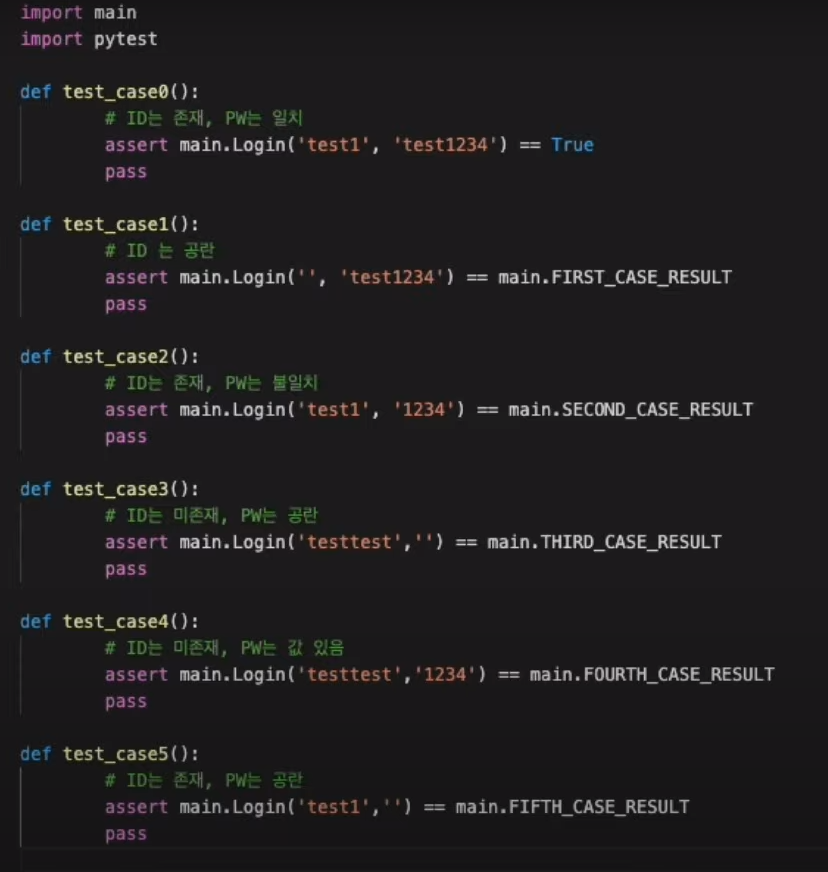 import main
import pytest
def test_case0():
# ID는 존재, PW는 일치
assert main.Login('test1', 'test1234') == True
pass
def test_case1():
# ID 는 공란
assert main.Login('', 'test1234') == main.FIRST_CASE_RESULT
pass
def test_case2():
# ID는 존재, PW는 불일치
assert main.Login('test1', '1234') == main.SECOND_CASE_RESULT
pass
def test_case3():
# ID는 미존재, PW는 공란
assert main.Login('testtest','') == main.THIRD_CASE_RESULT
pass
def test_case4():
# ID는 미존재, PW는 값 있음
assert main.Login('testtest','1234') == main.FOURTH_CASE_RESULT
pass
def test_case5():
# ID는 존재, PW는 공란
assert main.Login('test1','') == main.FIFTH_CASE_RESULT
pass